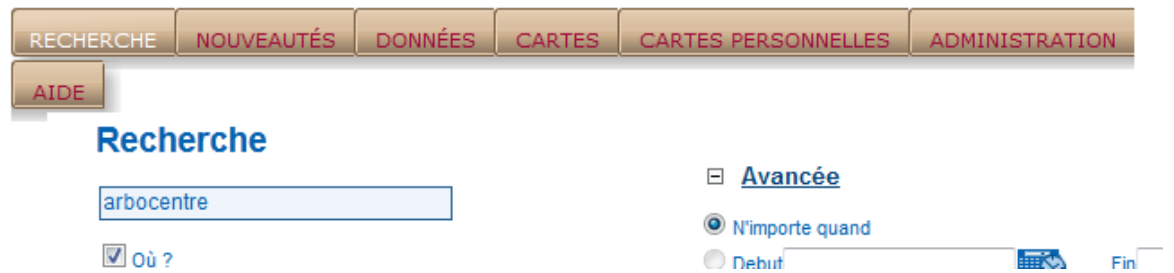 RECHERCHE NOUVEAUTÉS DONNÉES CARTES CARTES PERSONNELLES ADMINISTRATION
AIDE
Recherche
Avancée
arbocentre
N'importe quand
Où ?
Debut Fin